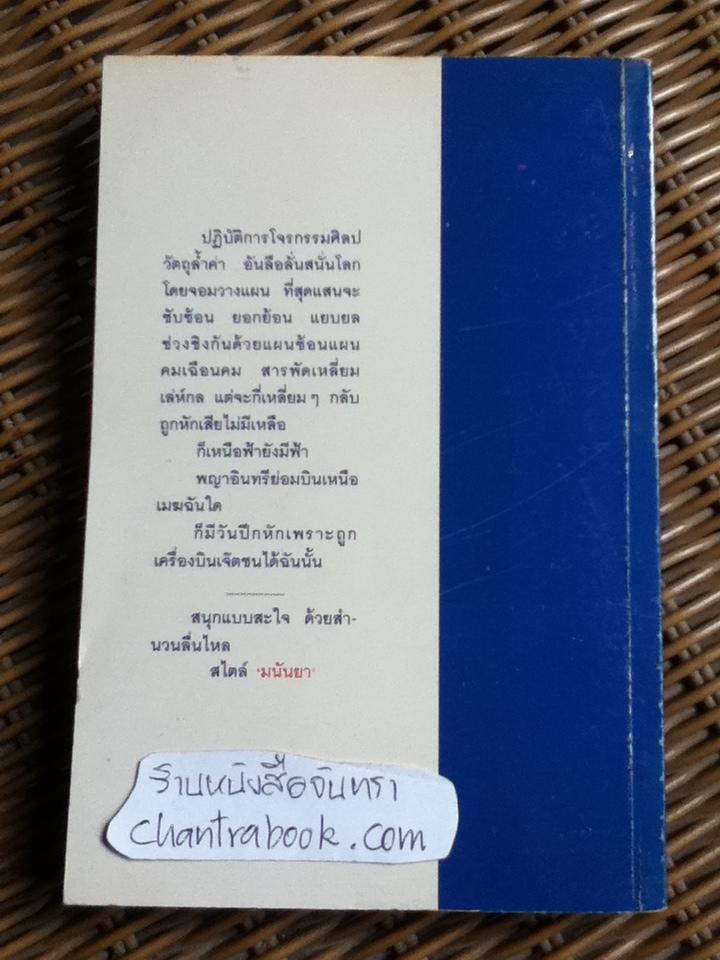 ปฏิบัติการโจรกรรมศิลป
วัตถุล้ำค่า อันลือลั่นสนั่นโลก
โดยจอมวางแผน ที่สุดแสนจะ
ซับซ้อน ยอกย้อน แยบยล
ช่วงชิงกันด้วยแผนซ้อนแผน
คมเฉือนคม สารพัดเหลี่ยม
เล่ห์กล แต่จะกี่เหลี่ยมๆ กลับ
ถูกหักเสียไม่มีเหลือ
ก็เหนือฟ้ายังมีฟ้า
พญาอินทรีย่อมบินเหนือ
เมฆฉันใด
ก็มีวันปีกหักเพราะถูก
เครื่องบินเจ๊ตชนได้ฉันนั้น
สนุกแบบสะใจ ด้วยสำ-
นวนลื่นไหล
สไตล์ 'มนันยา'
ร้านหนังสือจันทรา
chantrabook.com